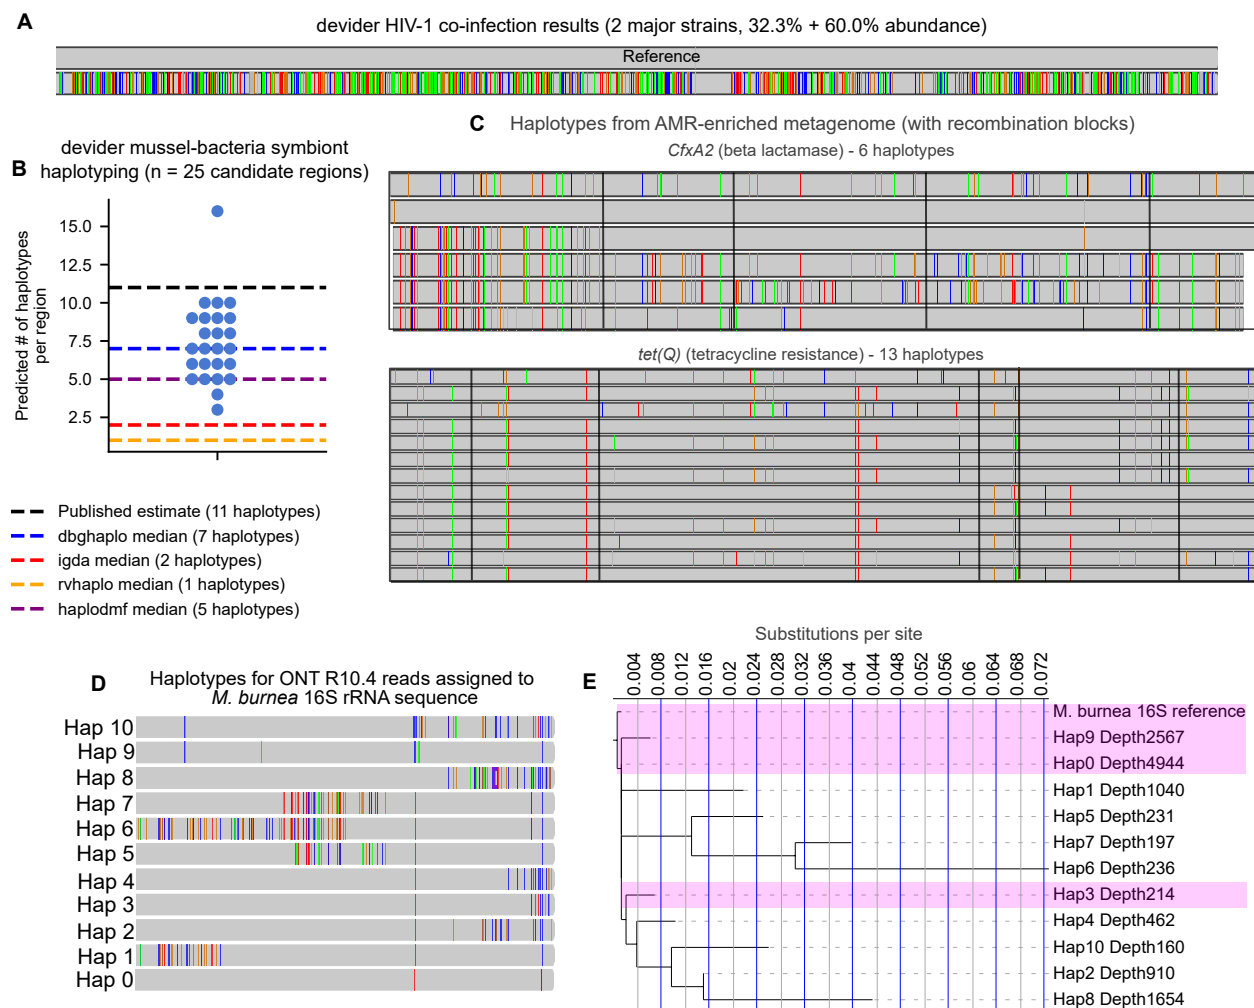 A
devider HIV-1 co-infection results (2 major strains, 32.3% + 60.0% abundance)
Reference
B
devider mussel-bacteria symbiont
haplotyping (n = 25 candidate regions)
Predicted # of haplotypes
per region
15.0
12.5
10.0
7.5
5.0
2.5
Published estimate (11 haplotypes)
dbghaplo median (7 haplotypes)
igda median (2 haplotypes)
rvhaplo median (1 haplotypes)
haplodmf median (5 haplotypes)
C
Haplotypes from AMR-enriched metagenome (with recombination blocks)
CfxA2 (beta lactamase) - 6 haplotypes
tet(Q) (tetracycline resistance) - 13 haplotypes
D
Haplotypes for ONT R10.4 reads assigned to
M. burnea 16S rRNA sequence
Hap 10
Hap 9
Hap 8
Hap 7
Hap 6
Hap 5
Hap 4
Hap 3
Hap 2
Hap 1
Hap 0
E
Substitutions per site
0.004
0.008
0.012
0.016
0.02
0.024
0.028
0.032
0.036
0.04
0.044
0.048
0.052
0.056
0.06
0.064
0.068
0.072
M. burnea 16S reference
Hap9 Depth2567
Hap0 Depth4944
Hap1 Depth1040
Hap5 Depth231
Hap7 Depth197
Hap6 Depth236
Hap3 Depth214
Hap4 Depth462
Hap10 Depth160
Hap2 Depth910
Hap8 Depth1654